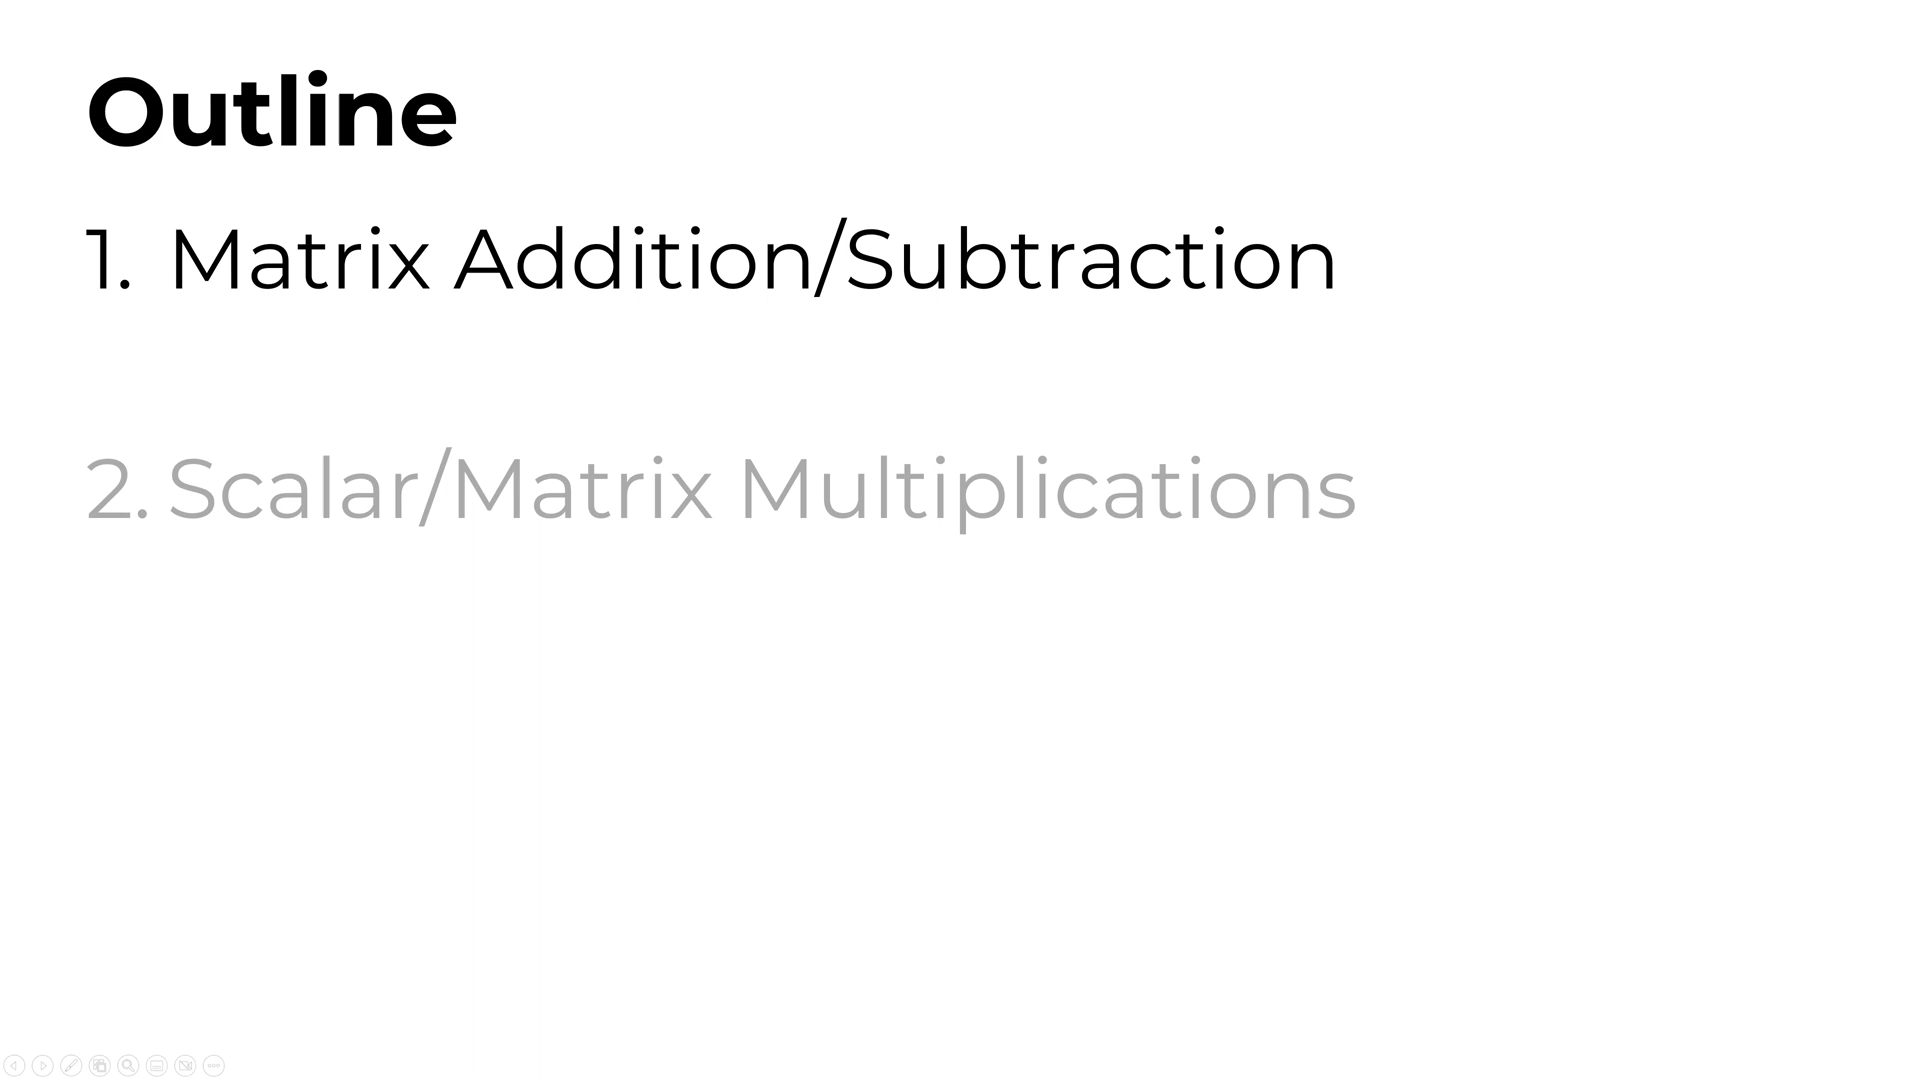 Outline
1. Matrix Addition/Subtraction
2. Scalar/Matrix Multiplications